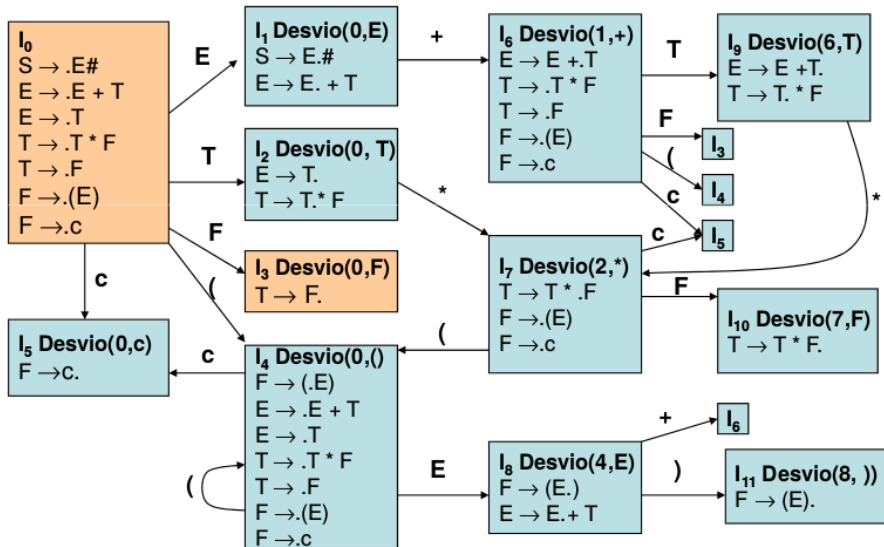 I₀
S → .E#
E → .E + T
E → .T
T → .T * F
T → .F
F → .(E)
F →.c
E
T
F
(
c
I₁ Desvio(0,E)
S → E.#
E → E. + T
+
I₂ Desvio(0, T)
E → T.
T → T.* F
*
I₃ Desvio(0,F)
T → F.
I₅ Desvio(0,c)
F →c.
c
I₄ Desvio(0,()
F → (.E)
E → .E + T
E → .T
T → .T * F
T → .F
F →.(E)
F →.c
(
E
I₆ Desvio(1,+)
E → E +.T
T → .T * F
T → .F
F →.(E)
F →.c
T
F
(
c
I₃
I₄
I₅
I₉ Desvio(6,T)
E → E +T.
T → T. * F
*
I₇ Desvio(2,*)
T → T * .F
F →.(E)
F →.c
c
F
(
I₁₀ Desvio(7,F)
T → T * F.
I₈ Desvio(4,E)
F → (E.)
E → E.+ T
+
)
I₆
I₁₁ Desvio(8, ))
F → (E).